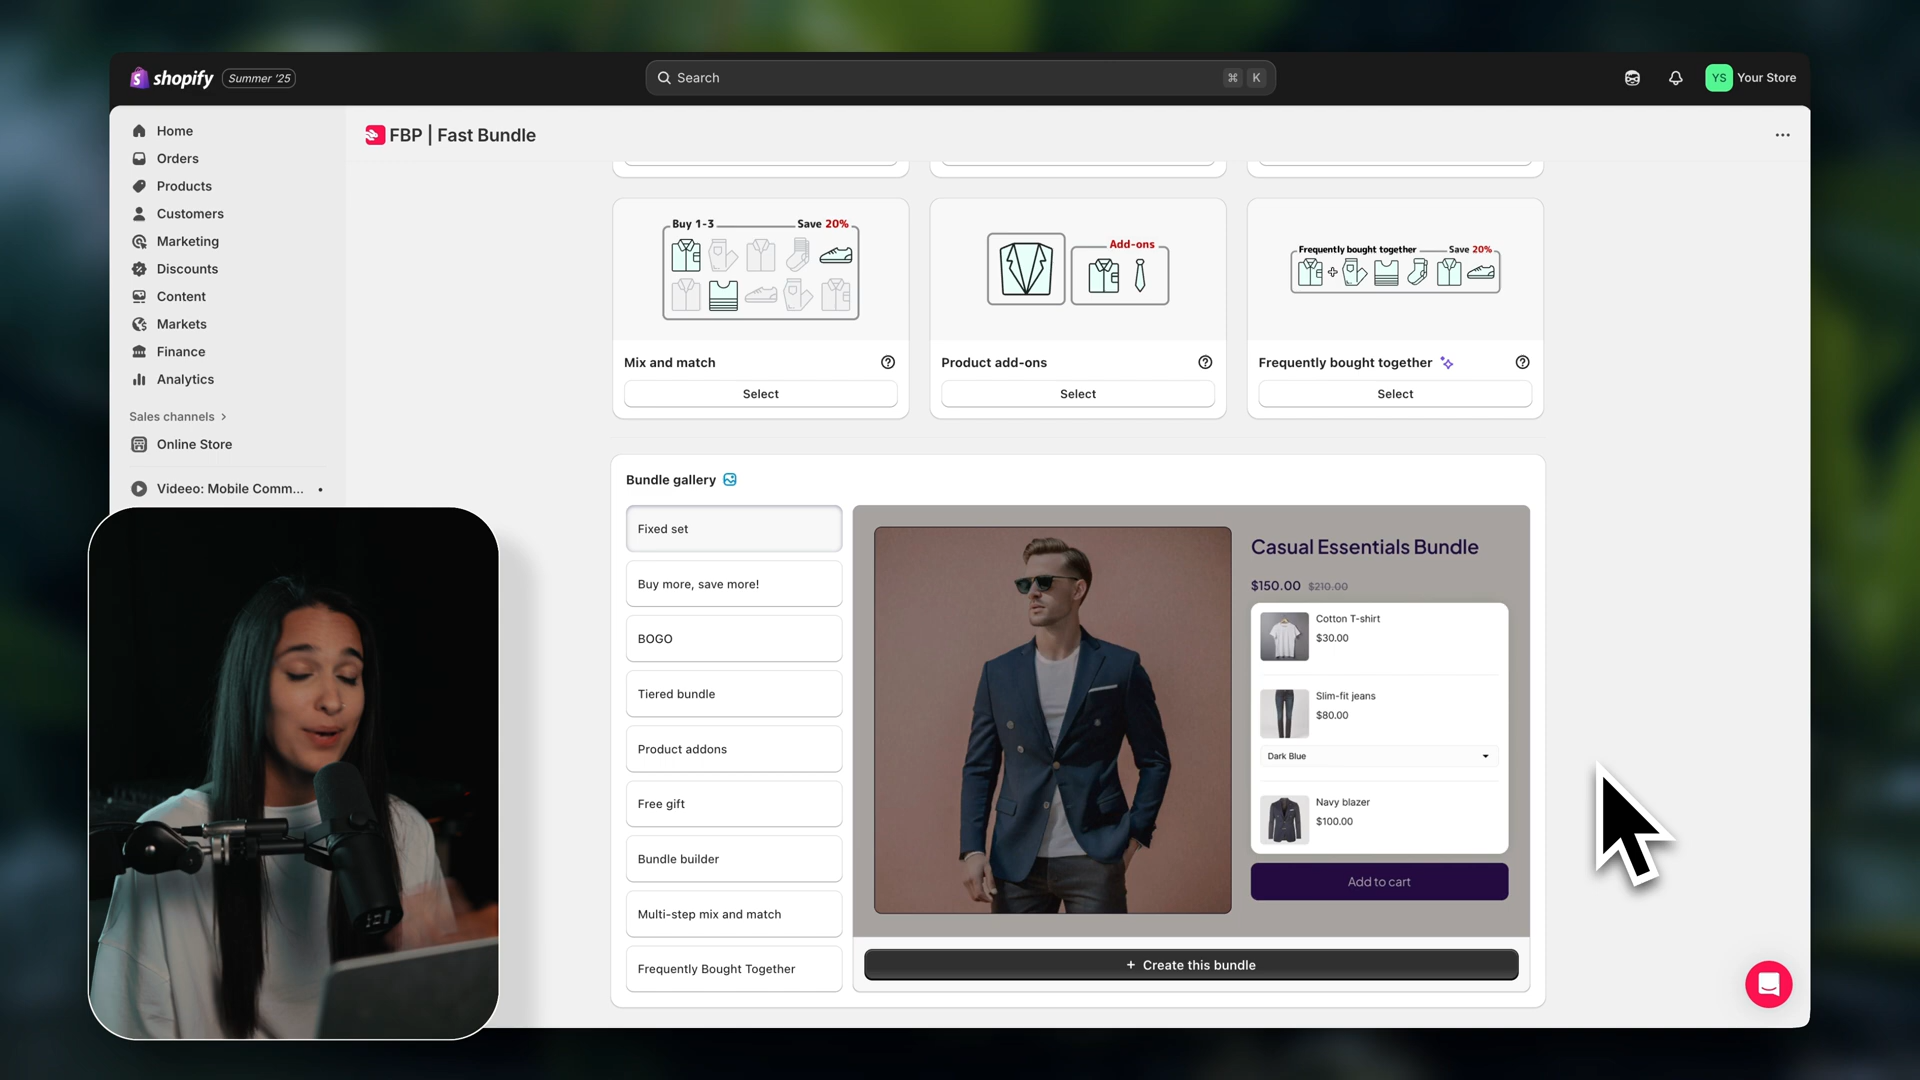 shopify Summer '25
Search ⌘ K
YS Your Store
Home
Orders
Products
Customers
Marketing
Discounts
Content
Markets
Finance
Analytics
Sales channels
Online Store
Videeo: Mobile Comm...
FBP | Fast Bundle
Buy 1-3 Save 20%
Mix and match
Select
Add-ons
Product add-ons
Select
Frequently bought together Save 20%
Frequently bought together
Select
Bundle gallery
Fixed set
Buy more, save more!
BOGO
Tiered bundle
Product addons
Free gift
Bundle builder
Multi-step mix and match
Frequently Bought Together
Casual Essentials Bundle
$150.00 $210.00
Cotton T-shirt
$30.00
Slim-fit jeans
$80.00
Dark Blue
Navy blazer
$100.00
Add to cart
+ Create this bundle